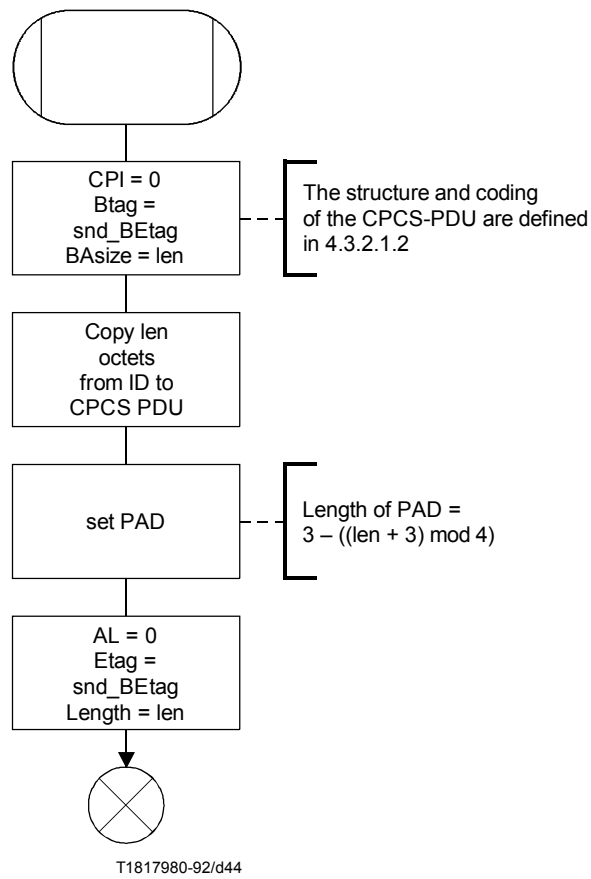 CPI = 0
Btag =
snd_BEtag
BAsize = len
The structure and coding
of the CPCS-PDU are defined
in 4.3.2.1.2
Copy len
octets
from ID to
CPCS PDU
set PAD
Length of PAD =
3 – ((len + 3) mod 4)
AL = 0
Etag =
snd_BEtag
Length = len
T1817980-92/d44